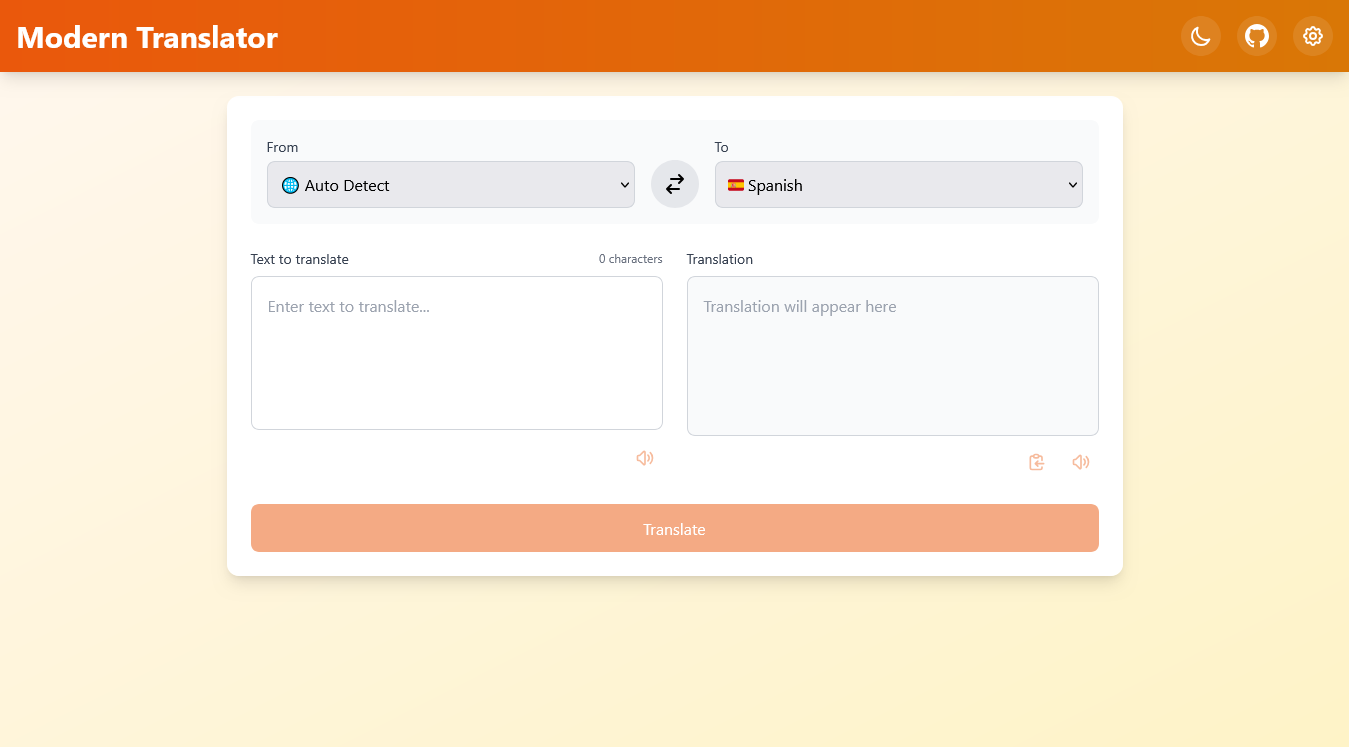 Modern Translator
From
To
Auto Detect
Spanish
Text to translate
0 characters
Translation
Enter text to translate...
Translation will appear here
Translate